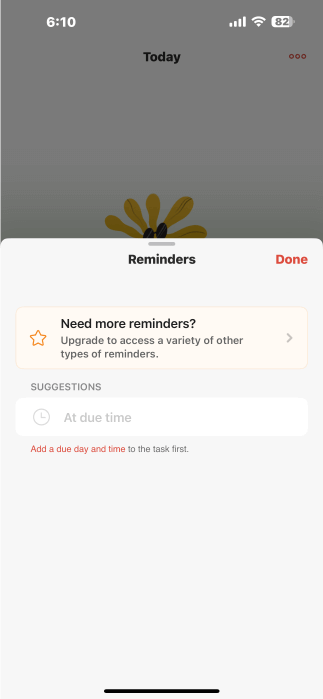 6:10
82
Today
Reminders
Done
Need more reminders?
Upgrade to access a variety of other
types of reminders.
SUGGESTIONS
At due time
Add a due day and time to the task first.